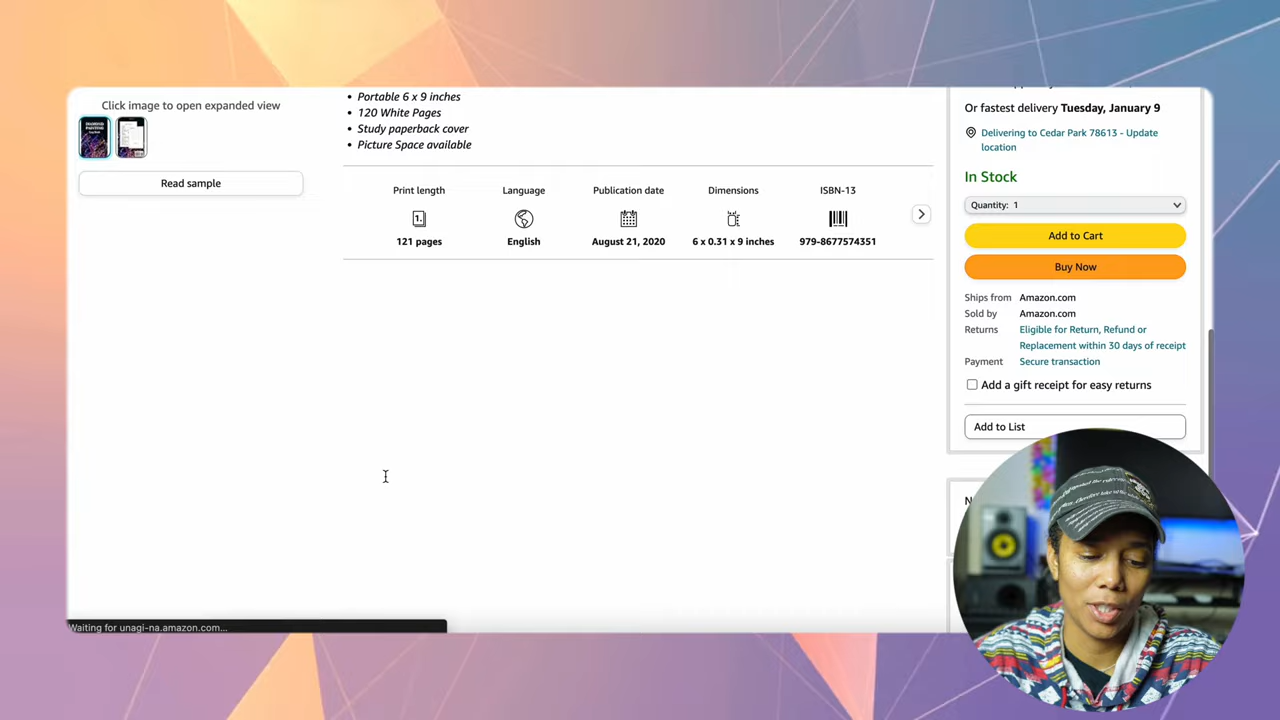 Click image to open expanded view
DIAMOND
PAINTING
Read sample
• Portable 6 x 9 inches
• 120 White Pages
• Study paperback cover
• Picture Space available
Print length
1.
121 pages
Language
English
Publication date
August 21, 2020
Dimensions
6 x 0.31 x 9 inches
ISBN-13
979-8677574351
Or fastest delivery Tuesday, January 9
Delivering to Cedar Park 78613 - Update
location
In Stock
Quantity: 1
Add to Cart
Buy Now
Ships from Amazon.com
Sold by Amazon.com
Returns Eligible for Return, Refund or
Replacement within 30 days of receipt
Payment Secure transaction
Add a gift receipt for easy returns
Add to List
Waiting for unagi-na.amazon.com...